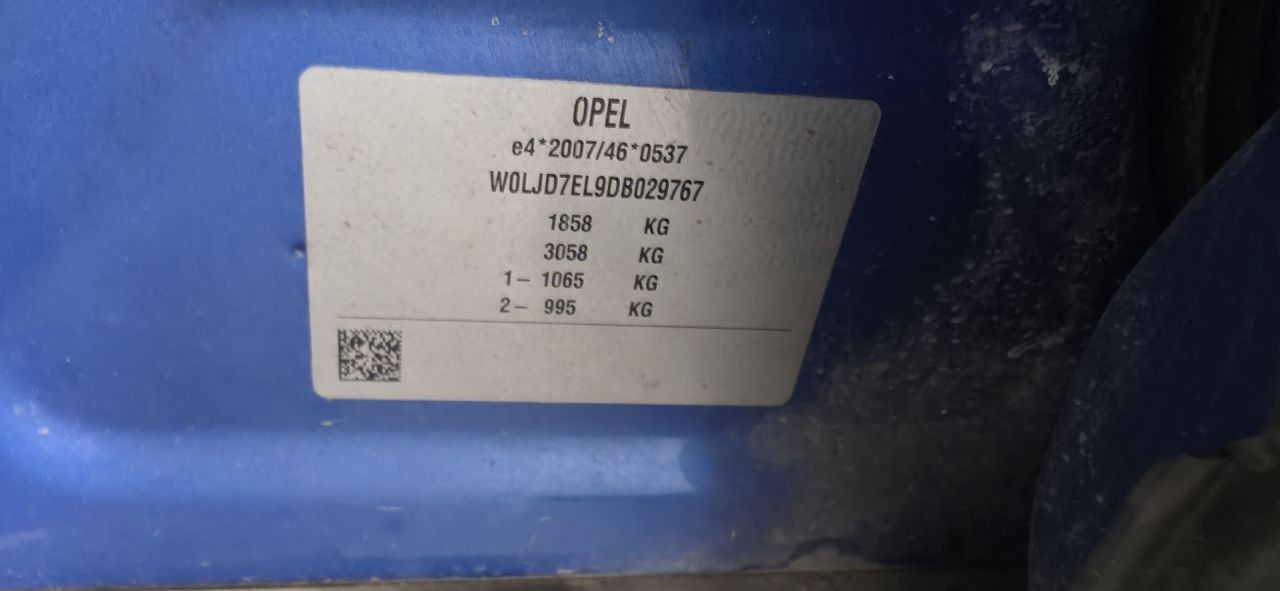 OPEL
e4*2007/46*0537
W0LJD7EL9DB029767
1858 KG
3058 KG
1– 1065 KG
2– 995 KG